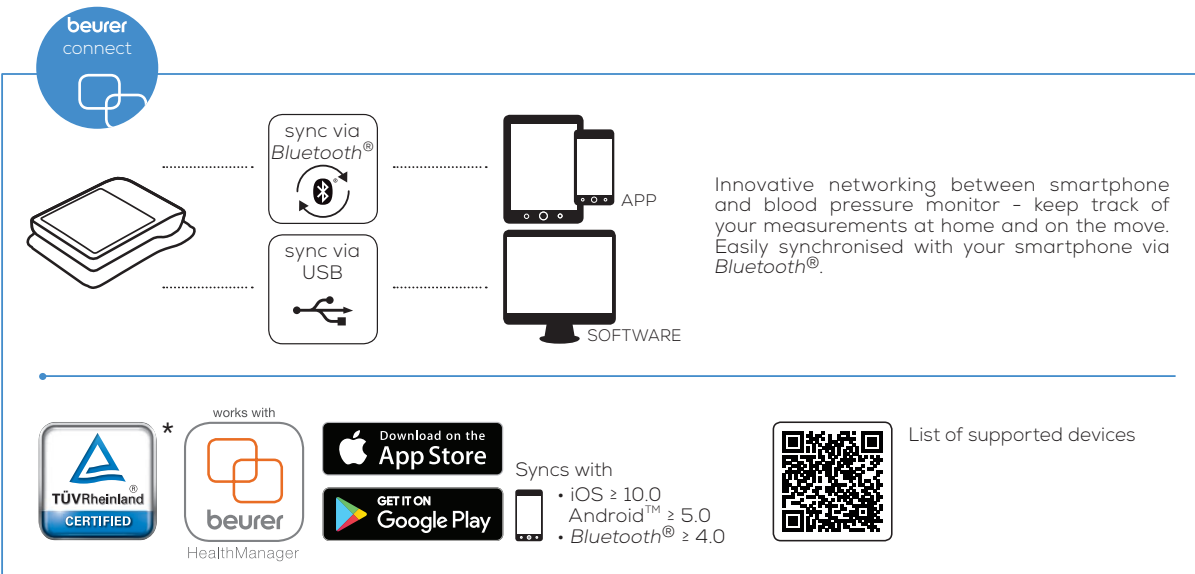 beurer
connect
sync via
Bluetooth®
®
APP
sync via
USB
SOFTWARE
Innovative networking between smartphone
and blood pressure monitor - keep track of
your measurements at home and on the move.
Easily synchronised with your smartphone via
Bluetooth®.
TÜVRheinland®
CERTIFIED
*
works with
beurer
HealthManager
Download on the
App Store
GET IT ON
Google Play
Syncs with
• iOS ≥ 10.0
Android™ ≥ 5.0
• Bluetooth® ≥ 4.0
List of supported devices